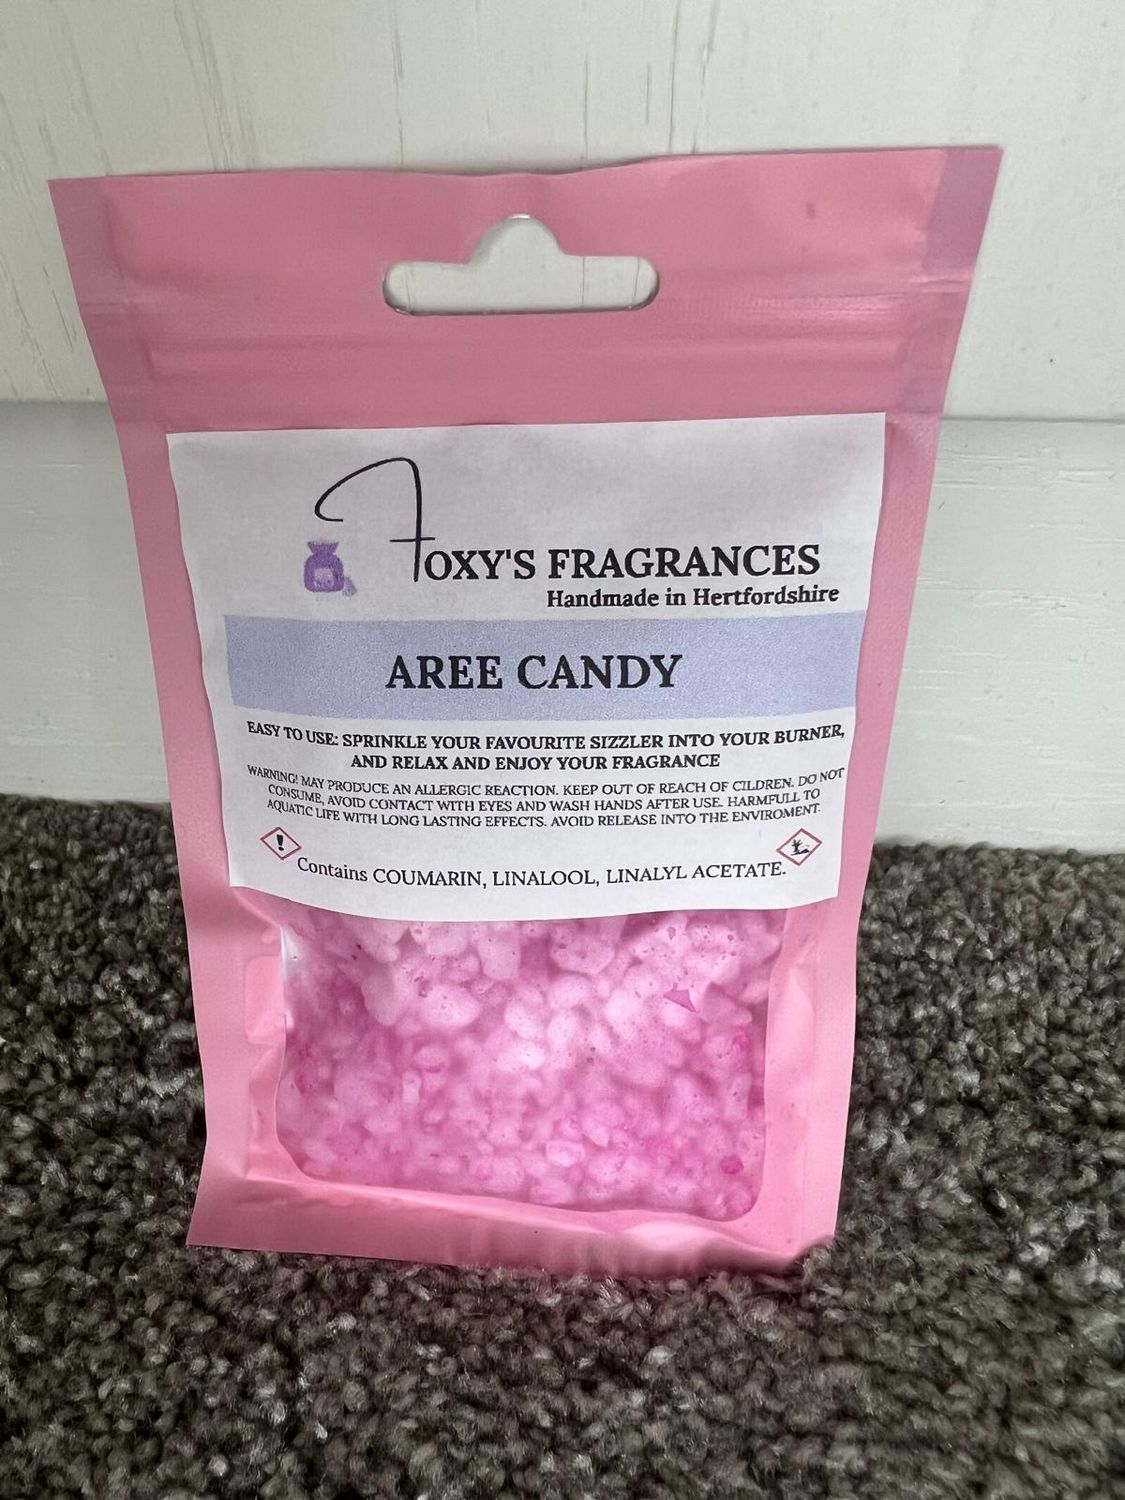 FOXY'S FRAGRANCES
Handmade in Hertfordshire
AREE CANDY
EASY TO USE: SPRINKLE YOUR FAVOURITE SIZZLER INTO YOUR BURNER,
AND RELAX AND ENJOY YOUR FRAGRANCE
WARNING! MAY PRODUCE AN ALLERGIC REACTION. KEEP OUT OF REACH OF CILDREN. DO NOT
CONSUME, AVOID CONTACT WITH EYES AND WASH HANDS AFTER USE. HARMFULL TO
AQUATIC LIFE WITH LONG LASTING EFFECTS. AVOID RELEASE INTO THE ENVIROMENT.
Contains COUMARIN, LINALOOL, LINALYL ACETATE.